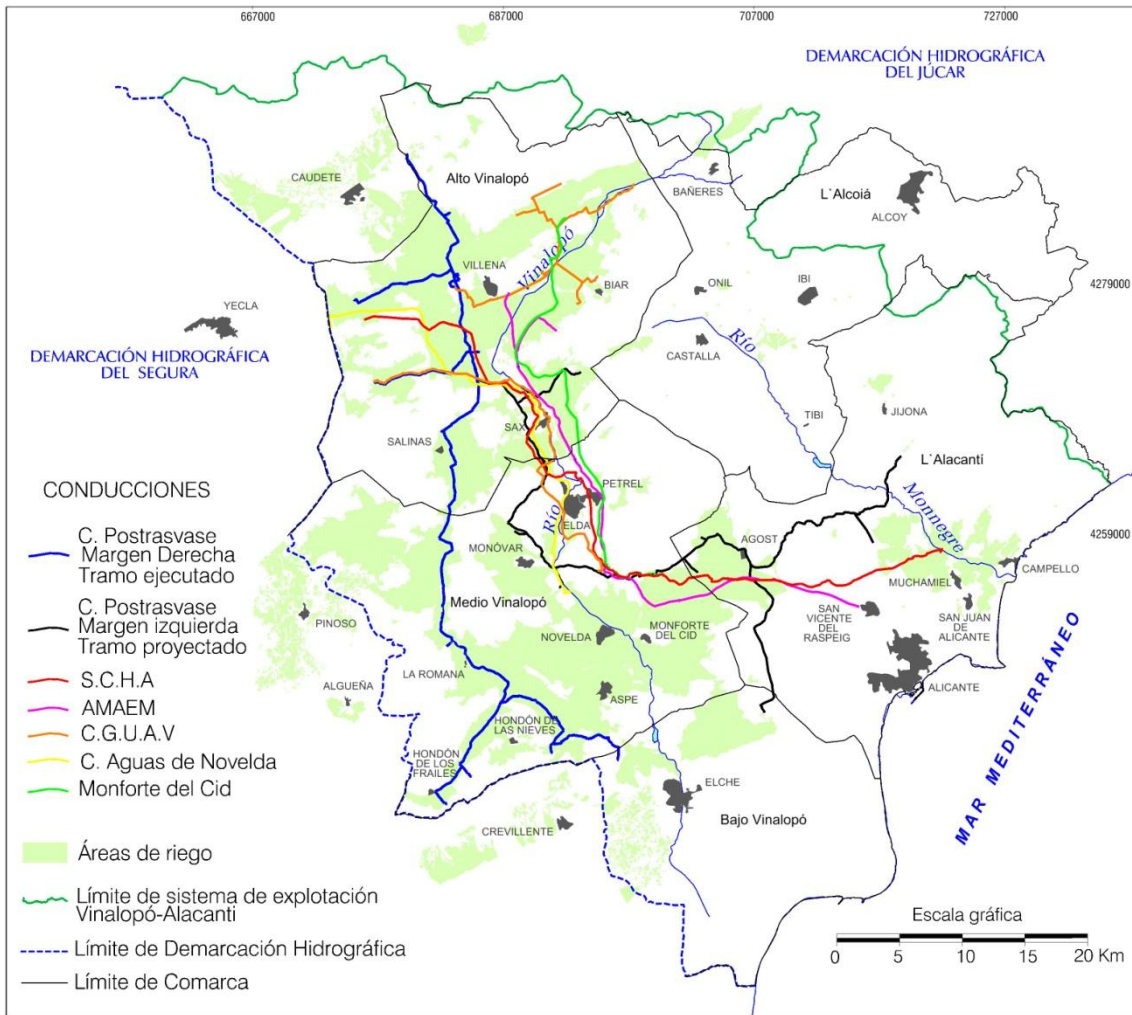 667000
687000
707000
727000
DEMARCACIÓN HIDROGRÁFICA
DEL JÚCAR
CAUDETE
Alto Vinalopó
BAÑERES
L`Alcoiá
ALCOY
VILLENA
Vinalopó
BIAR
ONIL
IBI
4279000
YECLA
DEMARCACIÓN HIDROGRÁFICA
DEL SEGURA
CASTALLA
Río
TIBI
JIJONA
SAX
SALINAS
L`Alacantí
PETREL
ELDA
Río
Monnegre
4259000
MONÓVAR
AGOST
CAMPELLO
MUCHAMIEL
Medio Vinalopó
PINOSO
NOVELDA
MONFORTE
DEL CID
SAN
VICENTE
DEL
RASPEIG
SAN JUAN
DE
ALICANTE
LA ROMANA
ALGUEÑA
ASPE
ALICANTE
HONDÓN DE
LAS NIEVES
HONDÓN
DE LOS
FRAILES
ELCHE
CREVILLENTE
Bajo Vinalopó
MAR MEDITERRÁNEO
CONDUCCIONES
C. Postrasvase
Margen Derecha
Tramo ejecutado
C. Postrasvase
Margen izquierda
Tramo proyectado
S.C.H.A
AMAEM
C.G.U.A.V
C. Aguas de Novelda
Monforte del Cid
Áreas de riego
Límite de sistema de explotación
Vinalopó-Alacanti
Límite de Demarcación Hidrográfica
Límite de Comarca
Escala gráfica
0 5 10 15 20 Km